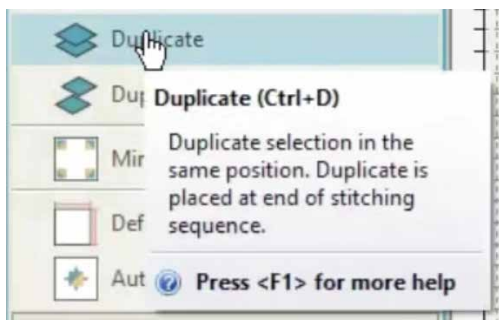 Duplicate
Dup
Duplicate (Ctrl+D)
Duplicate selection in the
same position. Duplicate is
placed at end of stitching
sequence.
Mir
Def
Aut
Press <F1> for more help